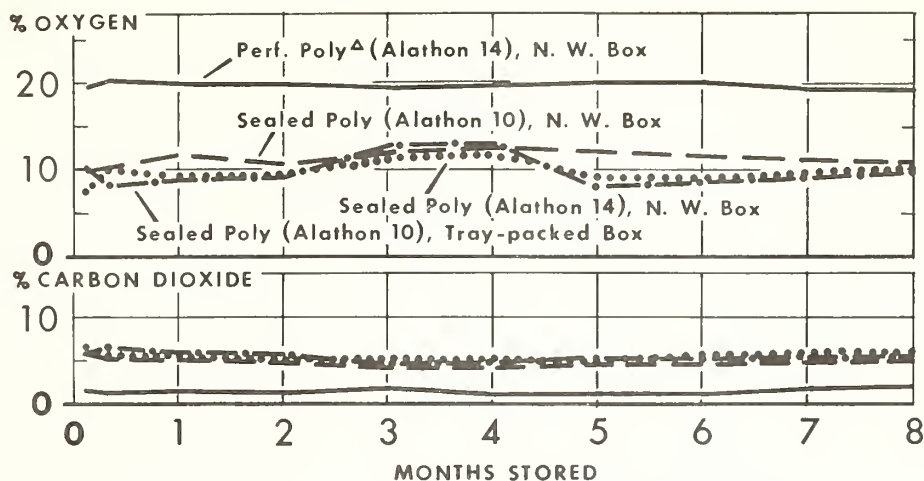 % OXYGEN
Perf. Poly△ (Alathon 14), N. W. Box
20
Sealed Poly (Alathon 10), N. W. Box
10
Sealed Poly (Alathon 14), N. W. Box
Sealed Poly (Alathon 10), Tray-packed Box
0
% CARBON DIOXIDE
10
0
0 1 2 3 4 5 6 7 8
MONTHS STORED